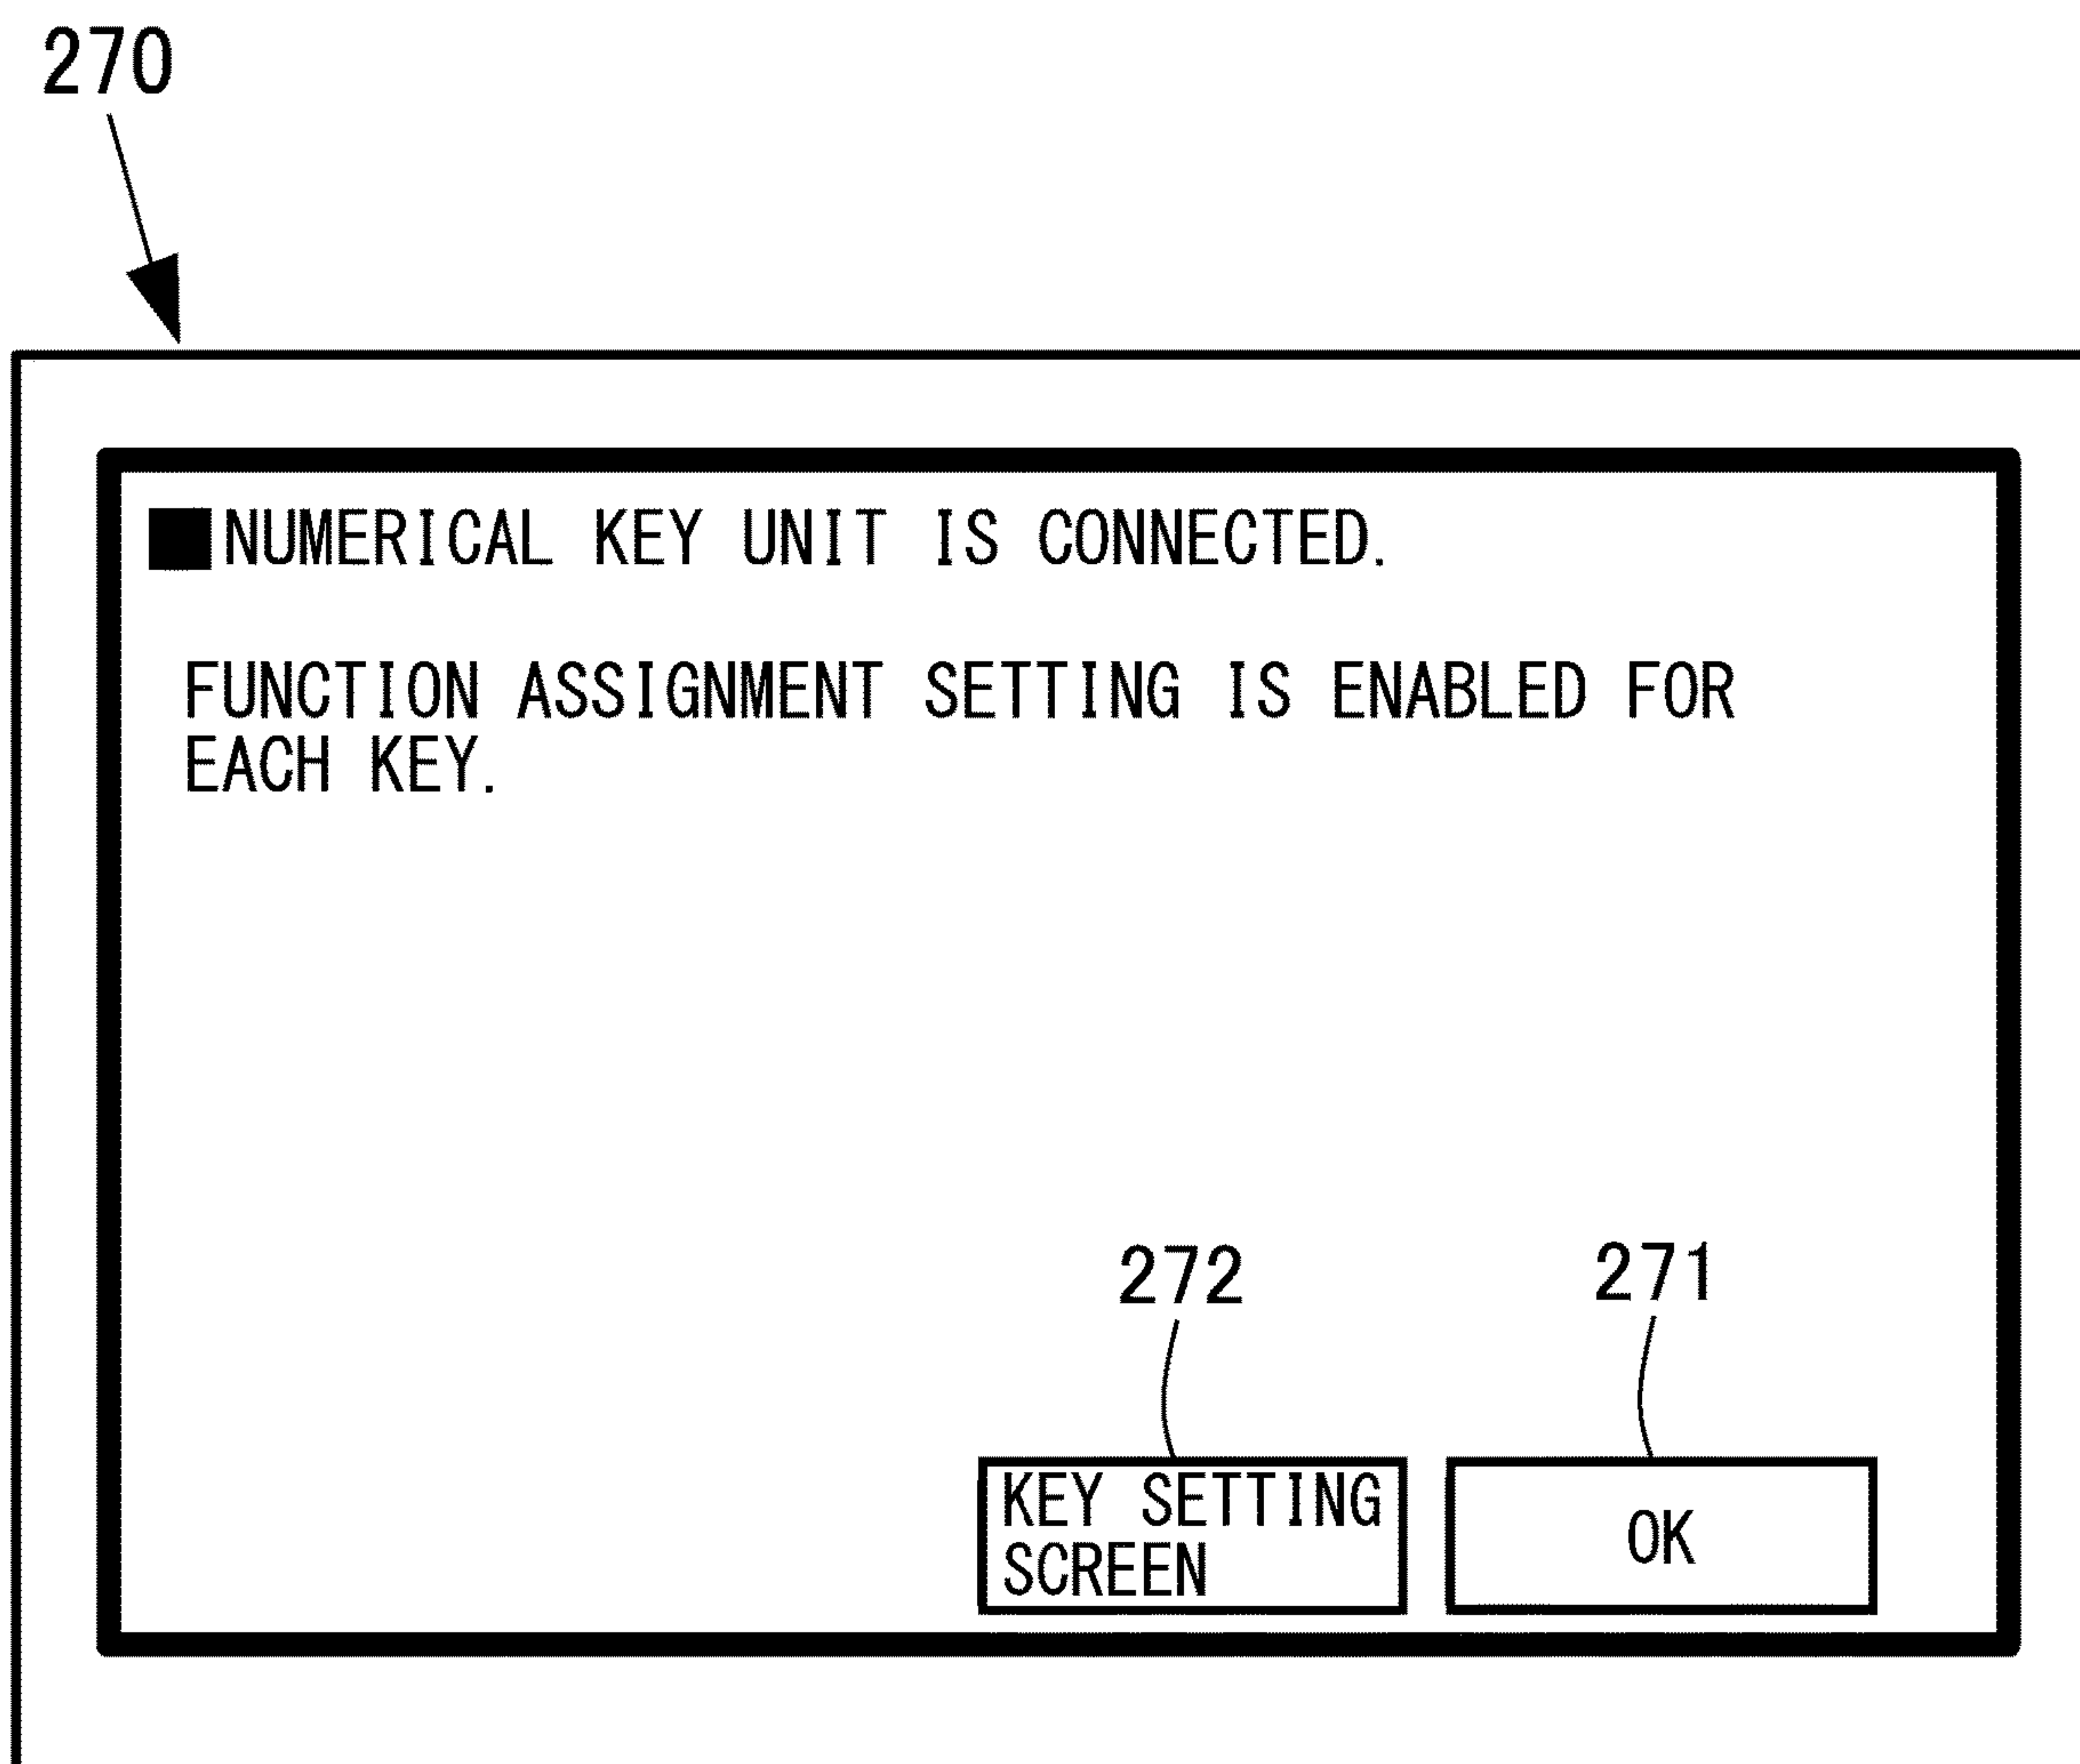 270
■NUMERICAL KEY UNIT IS CONNECTED.
FUNCTION ASSIGNMENT SETTING IS ENABLED FOR
EACH KEY.
272
271
KEY SETTING
SCREEN
OK